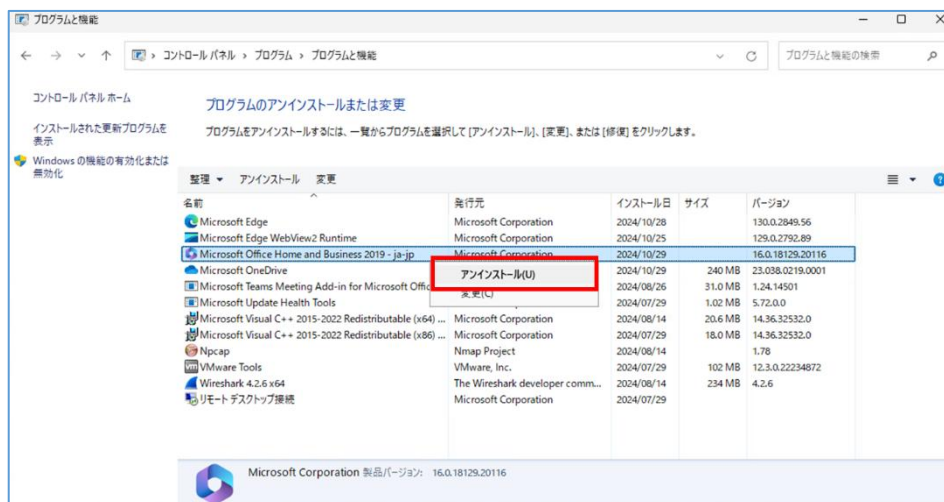 プログラムと機能
コントロール パネル › プログラム › プログラムと機能
プログラムと機能の検索
コントロール パネル ホーム
インストールされた更新プログラムを
表示
Windows の機能の有効化または
無効化
プログラムのアンインストールまたは変更
プログラムをアンインストールするには、一覧からプログラムを選択して [アンインストール]、[変更]、または [修復] をクリックします。
整理 アンインストール 変更
名前 発行元 インストール日 サイズ バージョン
Microsoft Edge Microsoft Corporation 2024/10/28 130.0.2849.56
Microsoft Edge WebView2 Runtime Microsoft Corporation 2024/10/25 129.0.2792.89
Microsoft Office Home and Business 2019 - ja-jp Microsoft Corporation 2024/10/29 16.0.18129.20116
Microsoft OneDrive 2024/10/29 240 MB 23.038.0219.0001
アンインストール(U)
Microsoft Teams Meeting Add-in for Microsoft Offic 2024/08/26 31.0 MB 1.24.14501
変更(C)
Microsoft Update Health Tools 2024/07/29 1.02 MB 5.72.0.0
Microsoft Visual C++ 2015-2022 Redistributable (x64) ... Microsoft Corporation 2024/08/14 20.6 MB 14.36.32532.0
Microsoft Visual C++ 2015-2022 Redistributable (x86) ... Microsoft Corporation 2024/07/29 18.0 MB 14.36.32532.0
Npcap Nmap Project 2024/08/14 1.78
VMware Tools VMware, Inc. 2024/07/29 102 MB 12.3.0.22234872
Wireshark 4.2.6 x64 The Wireshark developer comm... 2024/08/14 234 MB 4.2.6
リモート デスクトップ接続 Microsoft Corporation 2024/07/29
Microsoft Corporation 製品バージョン: 16.0.18129.20116